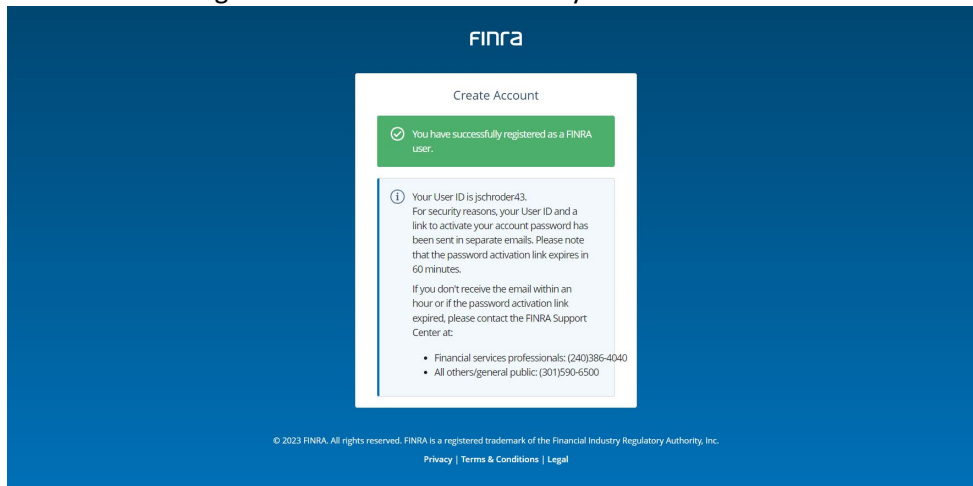 FINRA
Create Account
You have successfully registered as a FINRA
user.
Your User ID is jschroder43.
For security reasons, your User ID and a
link to activate your account password has
been sent in separate emails. Please note
that the password activation link expires in
60 minutes.
If you don't receive the email within an
hour or if the password activation link
expired, please contact the FINRA Support
Center at:
• Financial services professionals: (240)386-4040
• All others/general public: (301)590-6500
© 2023 FINRA. All rights reserved. FINRA is a registered trademark of the Financial Industry Regulatory Authority, Inc.
Privacy | Terms & Conditions | Legal